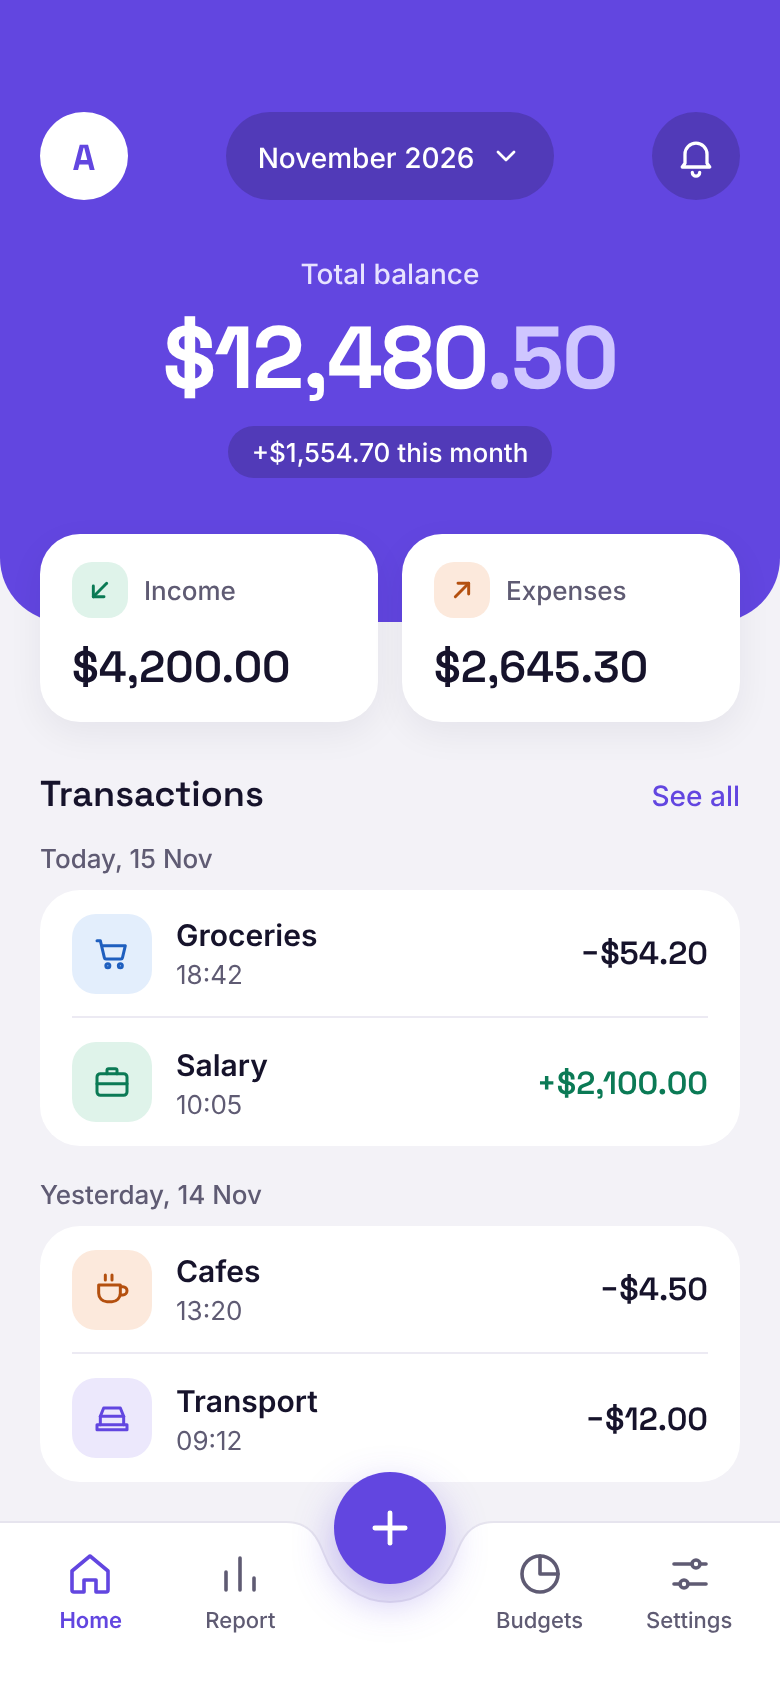 A
November 2026
Total balance
$12,480.50
+$1,554.70 this month
Income
Expenses
$4,200.00
$2,645.30
Transactions
See all
Today, 15 Nov
Groceries
18:42
−$54.20
Salary
10:05
+$2,100.00
Yesterday, 14 Nov
Cafes
13:20
−$4.50
Transport
09:12
−$12.00
Home
Report
Budgets
Settings